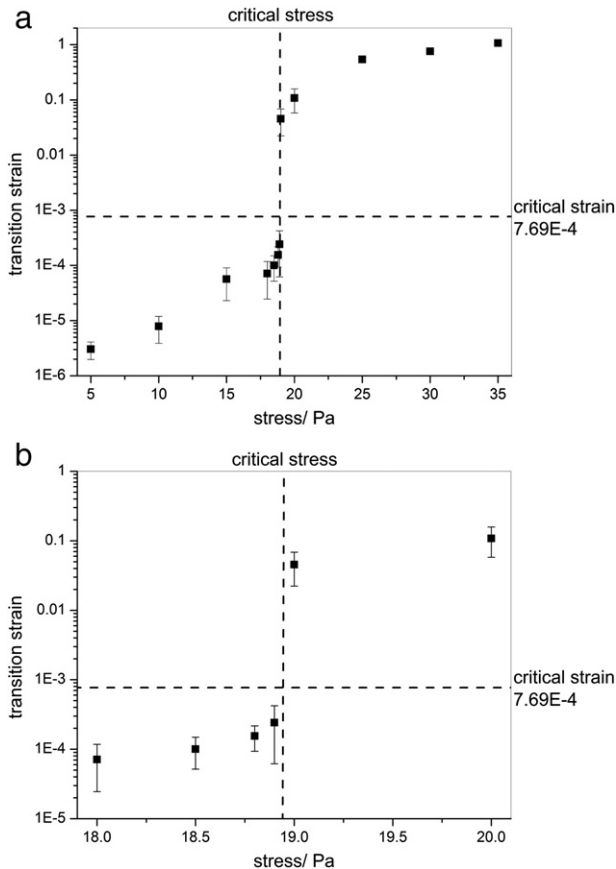 a
critical stress
1
0.1
0.01
1E-3
1E-4
1E-5
1E-6
transition strain
critical strain
7.69E-4
5 10 15 20 25 30 35
stress/ Pa
b
critical stress
1
0.1
0.01
1E-3
1E-4
1E-5
transition strain
critical strain
7.69E-4
18.0 18.5 19.0 19.5 20.0
stress/ Pa